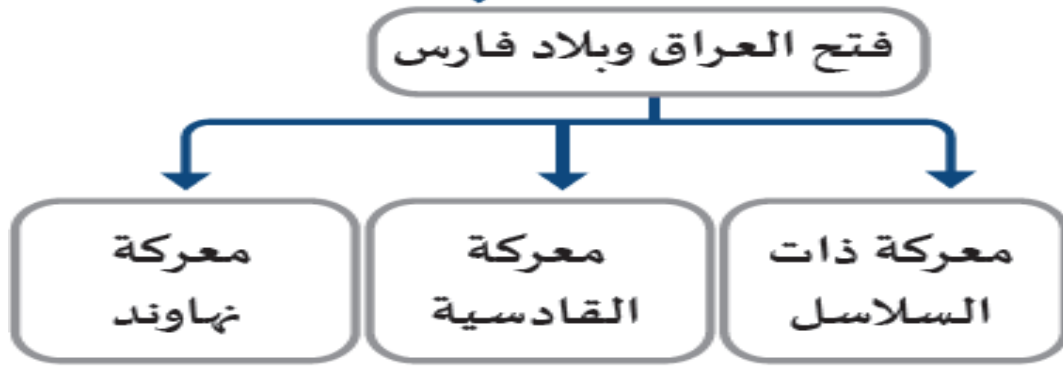 فتح العراق وبلاد فارس
معركة ذات
السلاسل
معركة
القادسية
معركة
نهاوند